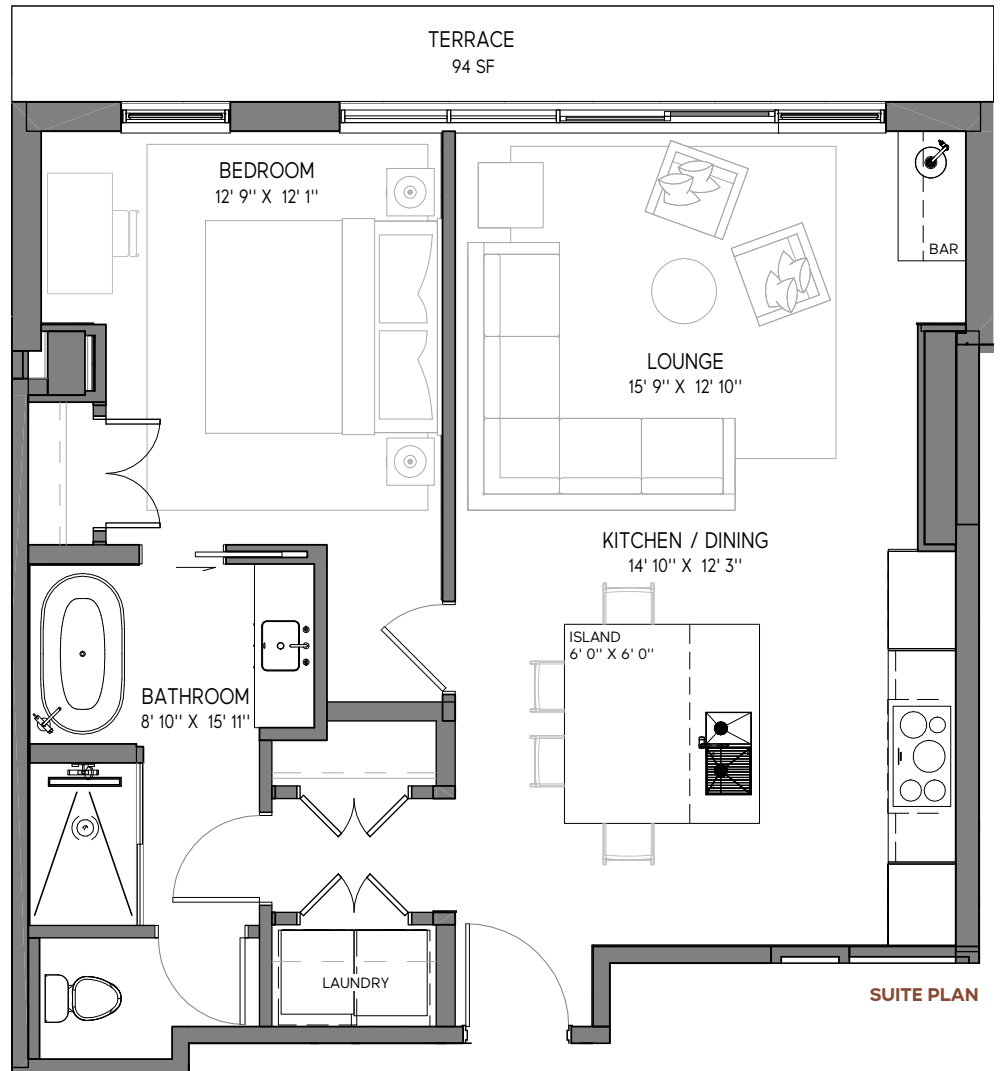 TERRACE
94 SF
BEDROOM
12' 9" X 12' 1"
BAR
LOUNGE
15' 9" X 12' 10"
KITCHEN / DINING
14' 10" X 12' 3"
ISLAND
6' 0" X 6' 0"
BATHROOM
8' 10" X 15' 11"
LAUNDRY
SUITE PLAN